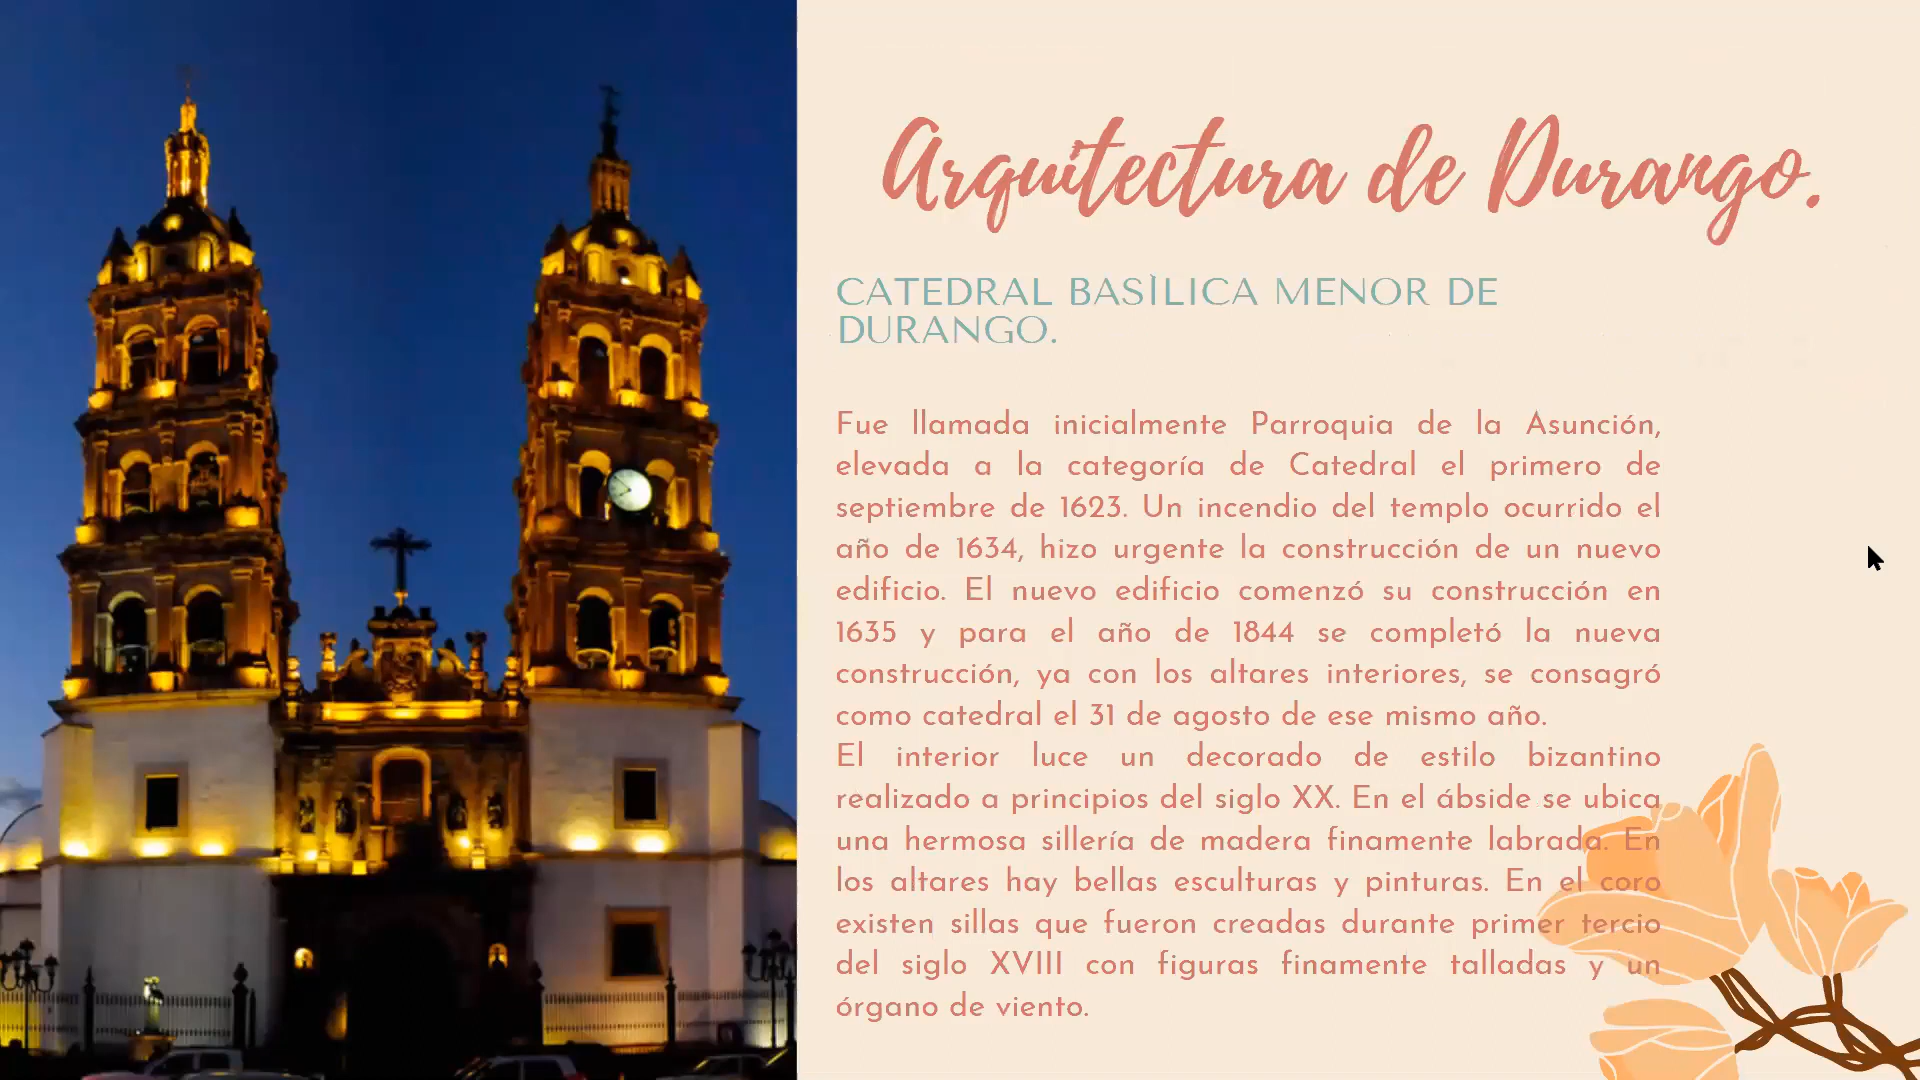 Arquitectura de Durango.
CATEDRAL BASÌLICA MENOR DE
DURANGO.
Fue llamada inicialmente Parroquia de la Asunción,
elevada a la categoría de Catedral el primero de
septiembre de 1623. Un incendio del templo ocurrido el
año de 1634, hizo urgente la construcción de un nuevo
edificio. El nuevo edificio comenzó su construcción en
1635 y para el año de 1844 se completó la nueva
construcción, ya con los altares interiores, se consagró
como catedral el 31 de agosto de ese mismo año.
El interior luce un decorado de estilo bizantino
realizado a principios del siglo XX. En el ábside se ubica
una hermosa sillería de madera finamente labrada. En
los altares hay bellas esculturas y pinturas. En el coro
existen sillas que fueron creadas durante primer tercio
del siglo XVIII con figuras finamente talladas y un
órgano de viento.